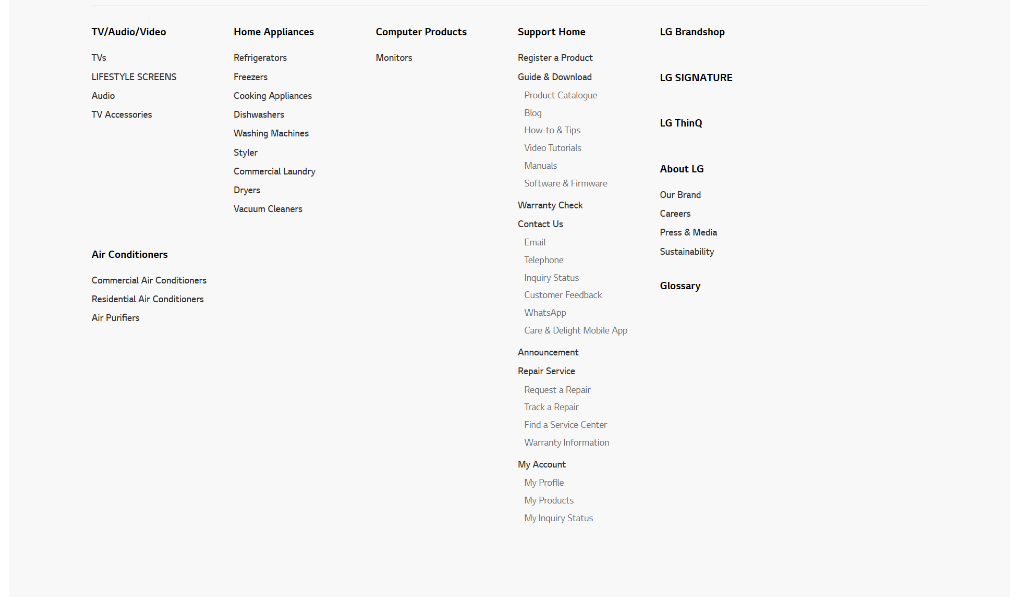 TV/Audio/Video
TVs
LIFESTYLE SCREENS
Audio
TV Accessories
Air Conditioners
Commercial Air Conditioners
Residential Air Conditioners
Air Purifiers
Home Appliances
Refrigerators
Freezers
Cooking Appliances
Dishwashers
Washing Machines
Styler
Commercial Laundry
Dryers
Vacuum Cleaners
Computer Products
Monitors
Support Home
Register a Product
Guide & Download
Product Catalogue
Blog
How-to & Tips
Video Tutorials
Manuals
Software & Firmware
Warranty Check
Contact Us
Email
Telephone
Inquiry Status
Customer Feedback
WhatsApp
Care & Delight Mobile App
Announcement
Repair Service
Request a Repair
Track a Repair
Find a Service Center
Warranty Information
My Account
My Profile
My Products
My Inquiry Status
LG Brandshop
LG SIGNATURE
LG ThinQ
About LG
Our Brand
Careers
Press & Media
Sustainability
Glossary